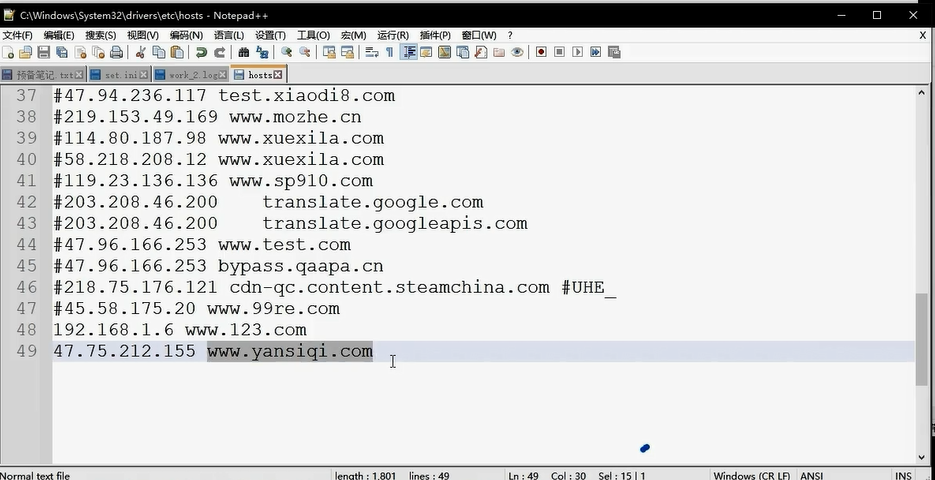 C:\Windows\System32\drivers\etc\hosts - Notepad++
文件(F) 编辑(E) 搜索(S) 视图(V) 编码(N) 语言(L) 设置(T) 工具(O) 宏(M) 运行(R) 插件(P) 窗口(W) ? X
预备笔记.txt set.ini work_2.log hosts
37 #47.94.236.117 test.xiaodi8.com
38 #219.153.49.169 www.mozhe.cn
39 #114.80.187.98 www.xuexila.com
40 #58.218.208.12 www.xuexila.com
41 #119.23.136.136 www.sp910.com
42 #203.208.46.200    translate.google.com
43 #203.208.46.200    translate.googleapis.com
44 #47.96.166.253 www.test.com
45 #47.96.166.253 bypass.qaapa.cn
46 #218.75.176.121 cdn-qc.content.steamchina.com #UHE_
47 #45.58.175.20 www.99re.com
48 192.168.1.6 www.123.com
49 47.75.212.155 www.yansiqi.com
Normal text file length : 1,801 lines : 49 Ln : 49 Col : 30 Sel : 15 | 1 Windows (CR LF) ANSI INS